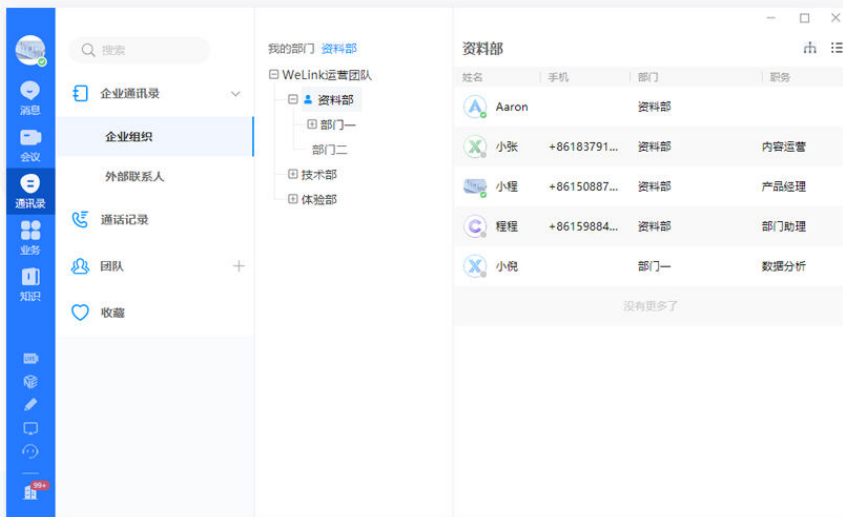 搜索
消息
会议
通讯录
业务
知识
99+
企业通讯录
企业组织
外部联系人
通话记录
团队
收藏
我的部门 资料部
WeLink运营团队
资料部
部门一
部门二
技术部
体验部
资料部
姓名 手机 部门 职务
A Aaron 资料部
X 小张 +86183791... 资料部 内容运营
小程 +86150887... 资料部 产品经理
C 程程 +86159884... 资料部 部门助理
X 小倪 部门一 数据分析
没有更多了